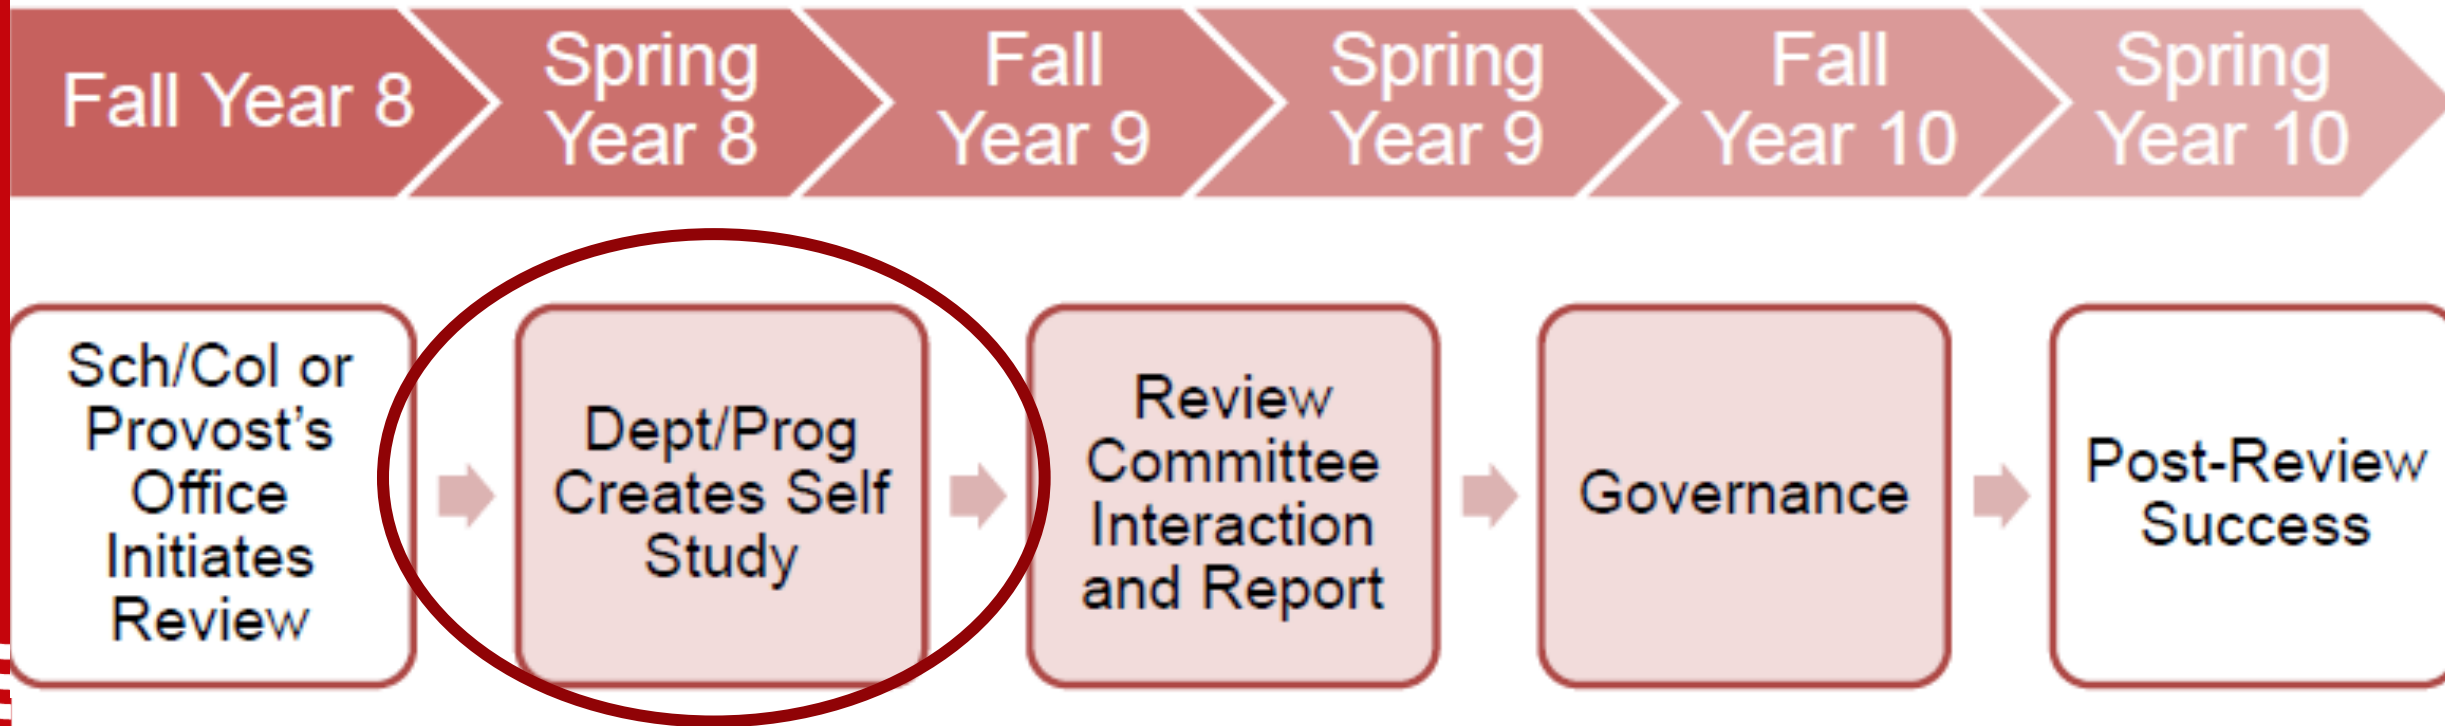 Fall Year 8
Spring
Year 8
Fall
Year 9
Spring
Year 9
Fall
Year 10
Spring
Year 10
Sch/Col or
Provost’s
Office
Initiates
Review
Dept/Prog
Creates Self
Study
Review
Committee
Interaction
and Report
Governance
Post-Review
Success